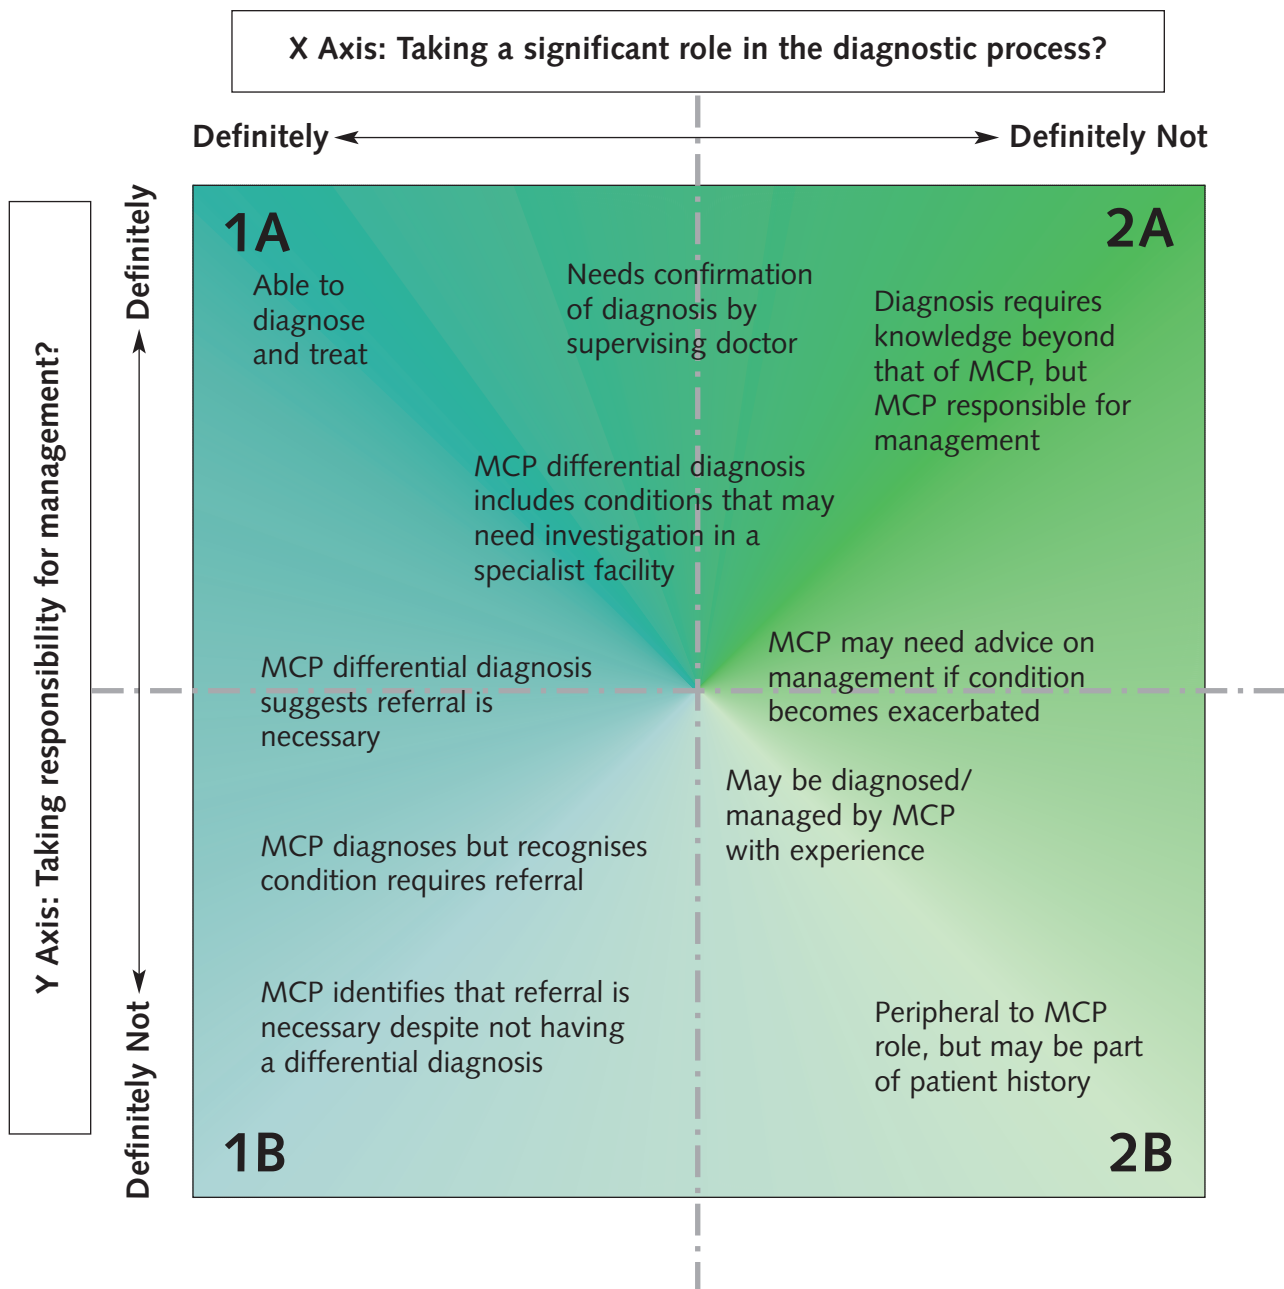 X Axis: Taking a significant role in the diagnostic process?
Definitely
Definitely Not
Y Axis: Taking responsibility for management?
Definitely
Definitely Not
1A
Able to
diagnose
and treat
Needs confirmation
of diagnosis by
supervising doctor
2A
Diagnosis requires
knowledge beyond
that of MCP, but
MCP responsible for
management
MCP differential diagnosis
includes conditions that may
need investigation in a
specialist facility
MCP differential diagnosis
suggests referral is
necessary
MCP may need advice on
management if condition
becomes exacerbated
May be diagnosed/
managed by MCP
with experience
MCP diagnoses but recognises
condition requires referral
MCP identifies that referral is
necessary despite not having
a differential diagnosis
Peripheral to MCP
role, but may be part
of patient history
1B
2B